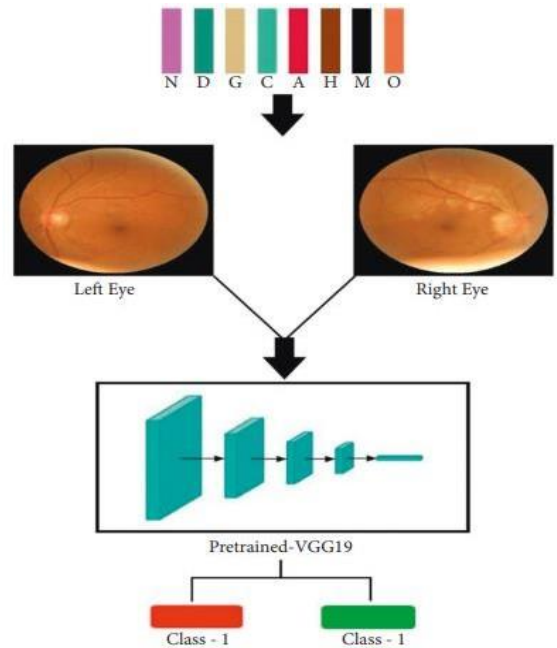 N D G C A H M O
Left Eye Right Eye
Pretrained-VGG19
Class - 1 Class - 1